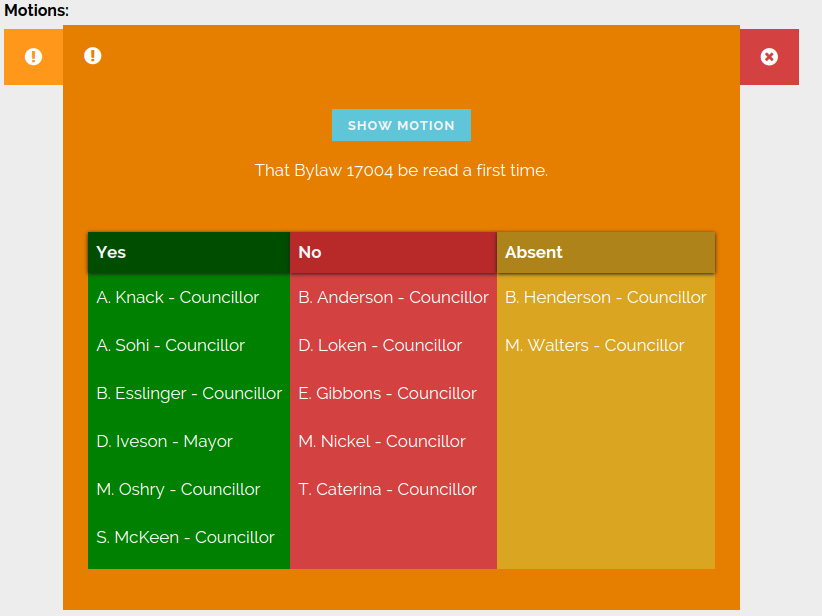 Motions:
SHOW MOTION
That Bylaw 17004 be read a first time.
Yes No Absent
A. Knack - Councillor B. Anderson - Councillor B. Henderson - Councillor
A. Sohi - Councillor D. Loken - Councillor M. Walters - Councillor
B. Esslinger - Councillor E. Gibbons - Councillor
D. Iveson - Mayor M. Nickel - Councillor
M. Oshry - Councillor T. Caterina - Councillor
S. McKeen - Councillor